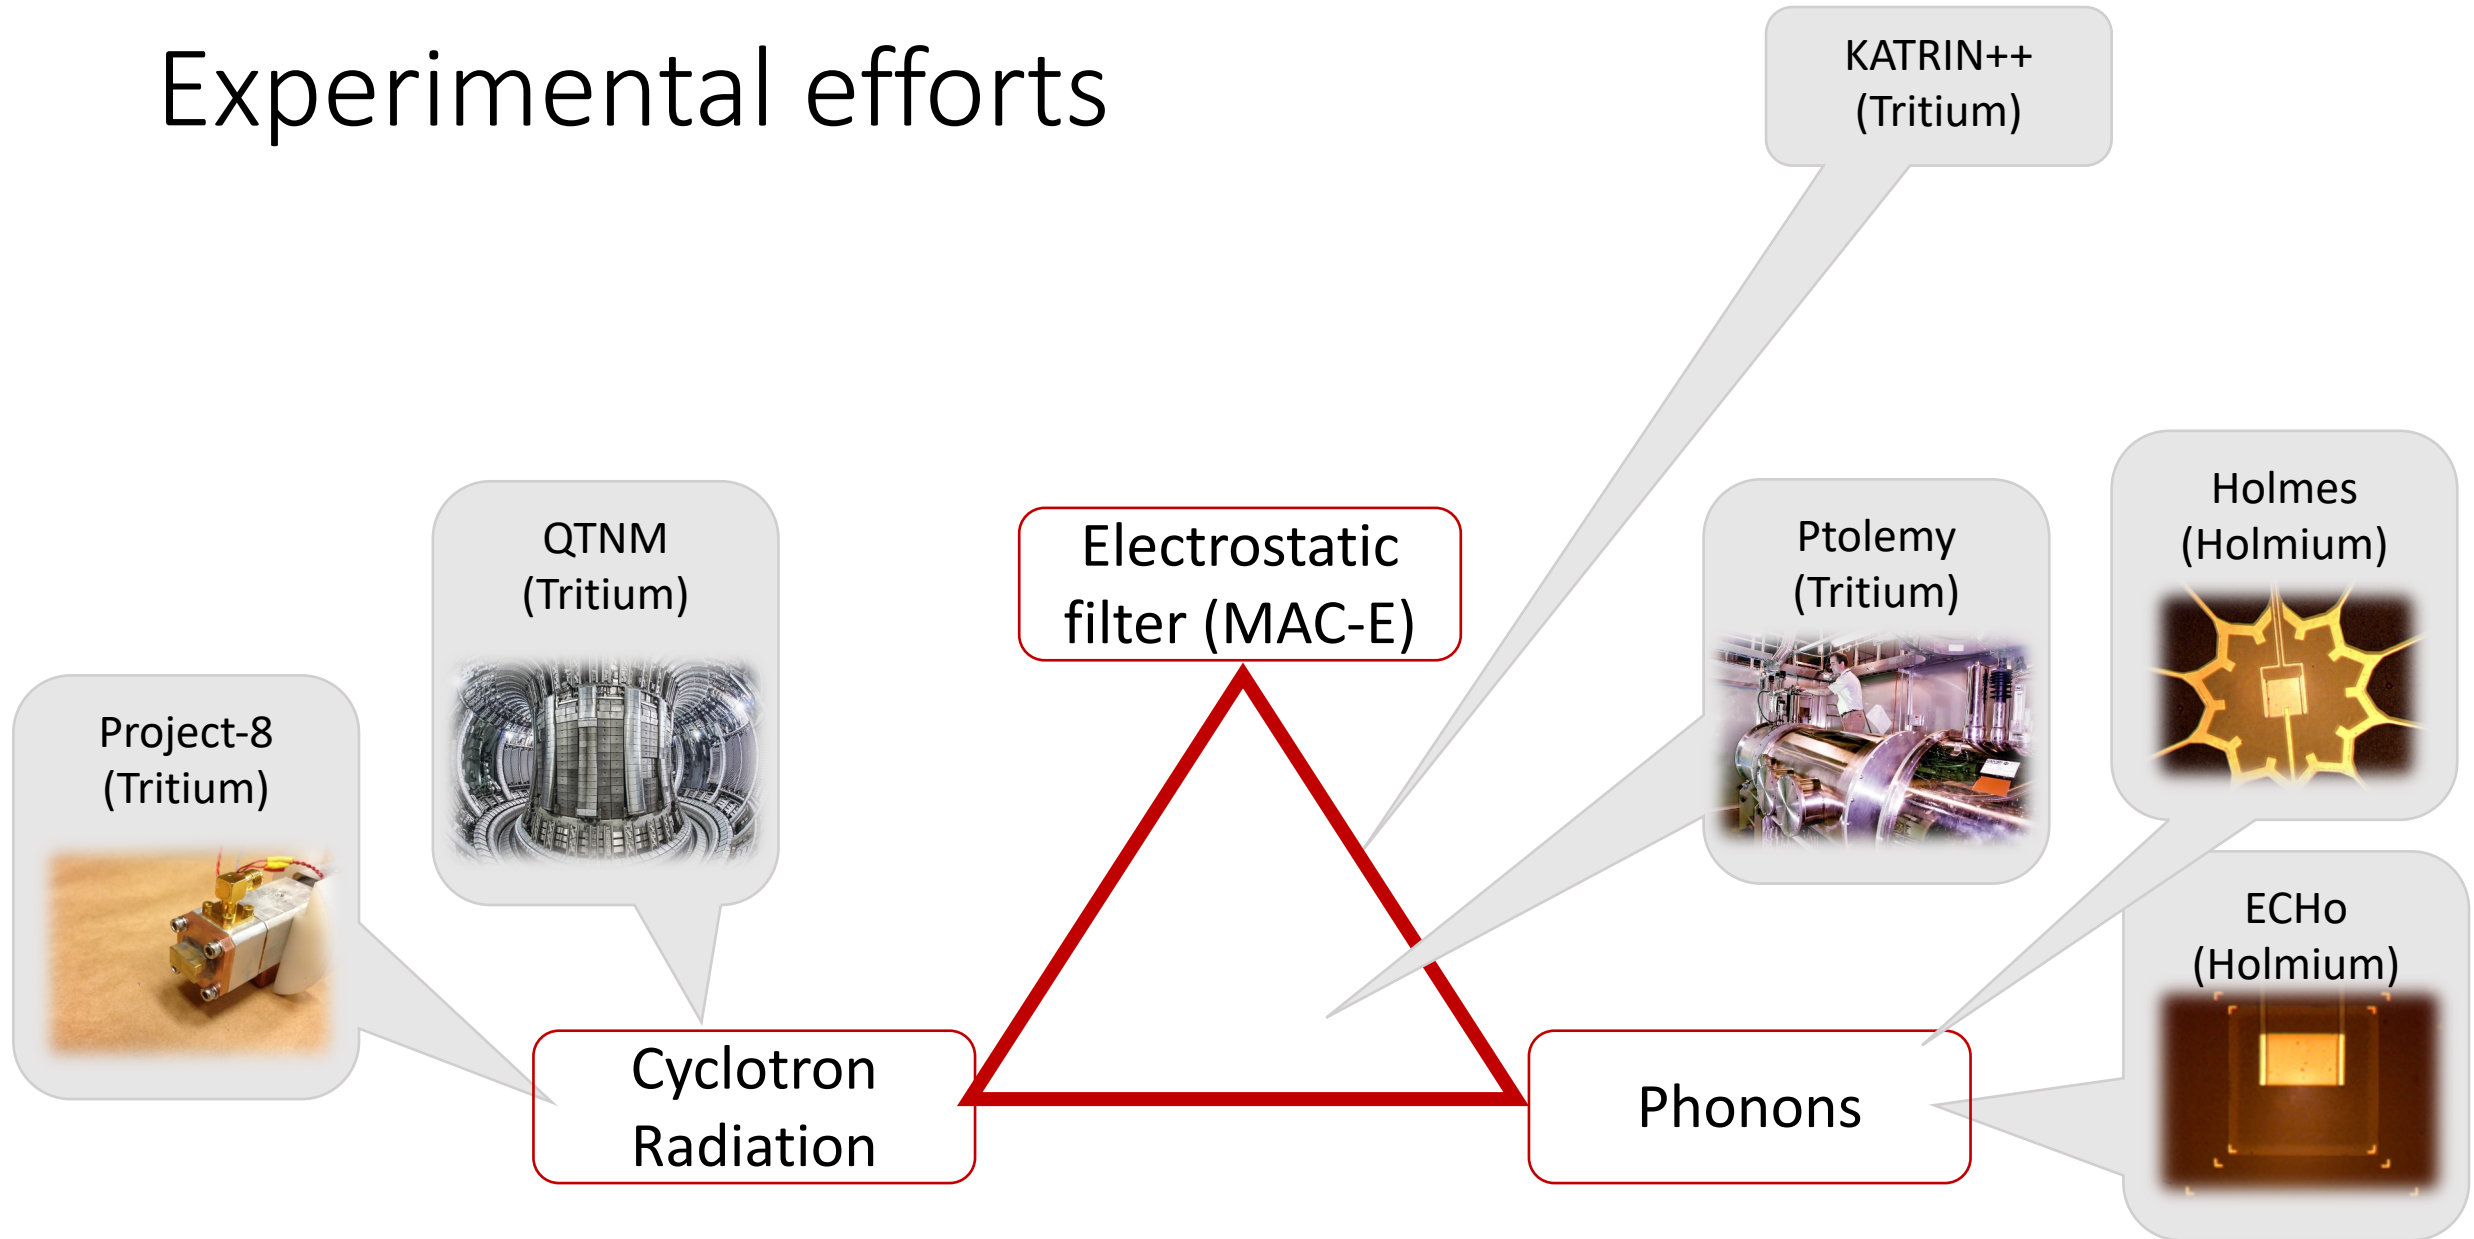 Experimental efforts
KATRIN++
(Tritium)
Holmes
(Holmium)
QTNM
(Tritium)
Electrostatic
filter (MAC-E)
Ptolemy
(Tritium)
Project-8
(Tritium)
ECHo
(Holmium)
Cyclotron
Radiation
Phonons